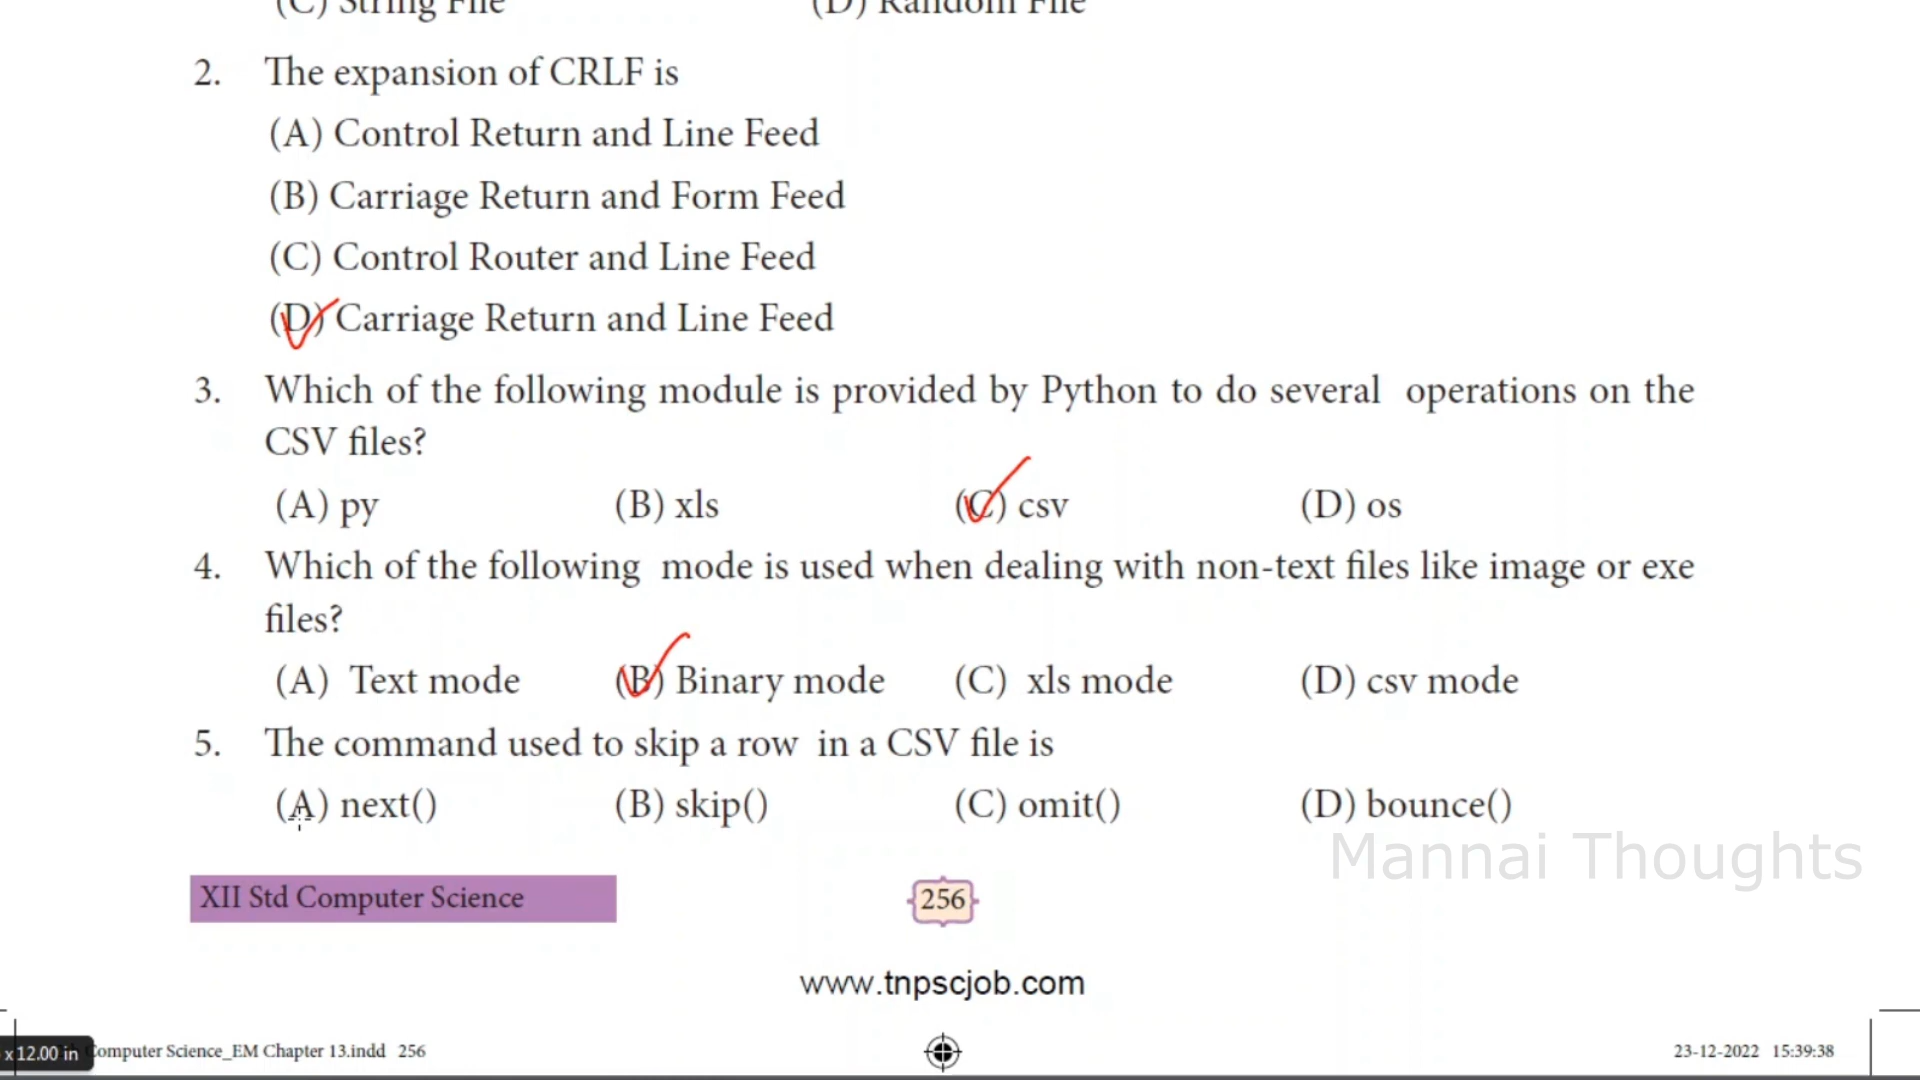 (C) String File (D) Random File
2. The expansion of CRLF is
(A) Control Return and Line Feed
(B) Carriage Return and Form Feed
(C) Control Router and Line Feed
(D) Carriage Return and Line Feed
3. Which of the following module is provided by Python to do several operations on the
CSV files?
(A) py (B) xls (C) csv (D) os
4. Which of the following mode is used when dealing with non-text files like image or exe
files?
(A) Text mode (B) Binary mode (C) xls mode (D) csv mode
5. The command used to skip a row in a CSV file is
(A) next() (B) skip() (C) omit() (D) bounce()
Mannai Thoughts
XII Std Computer Science 256
www.tnpscjob.com
x 12.00 in Computer Science_EM Chapter 13.indd 256 23-12-2022 15:39:38